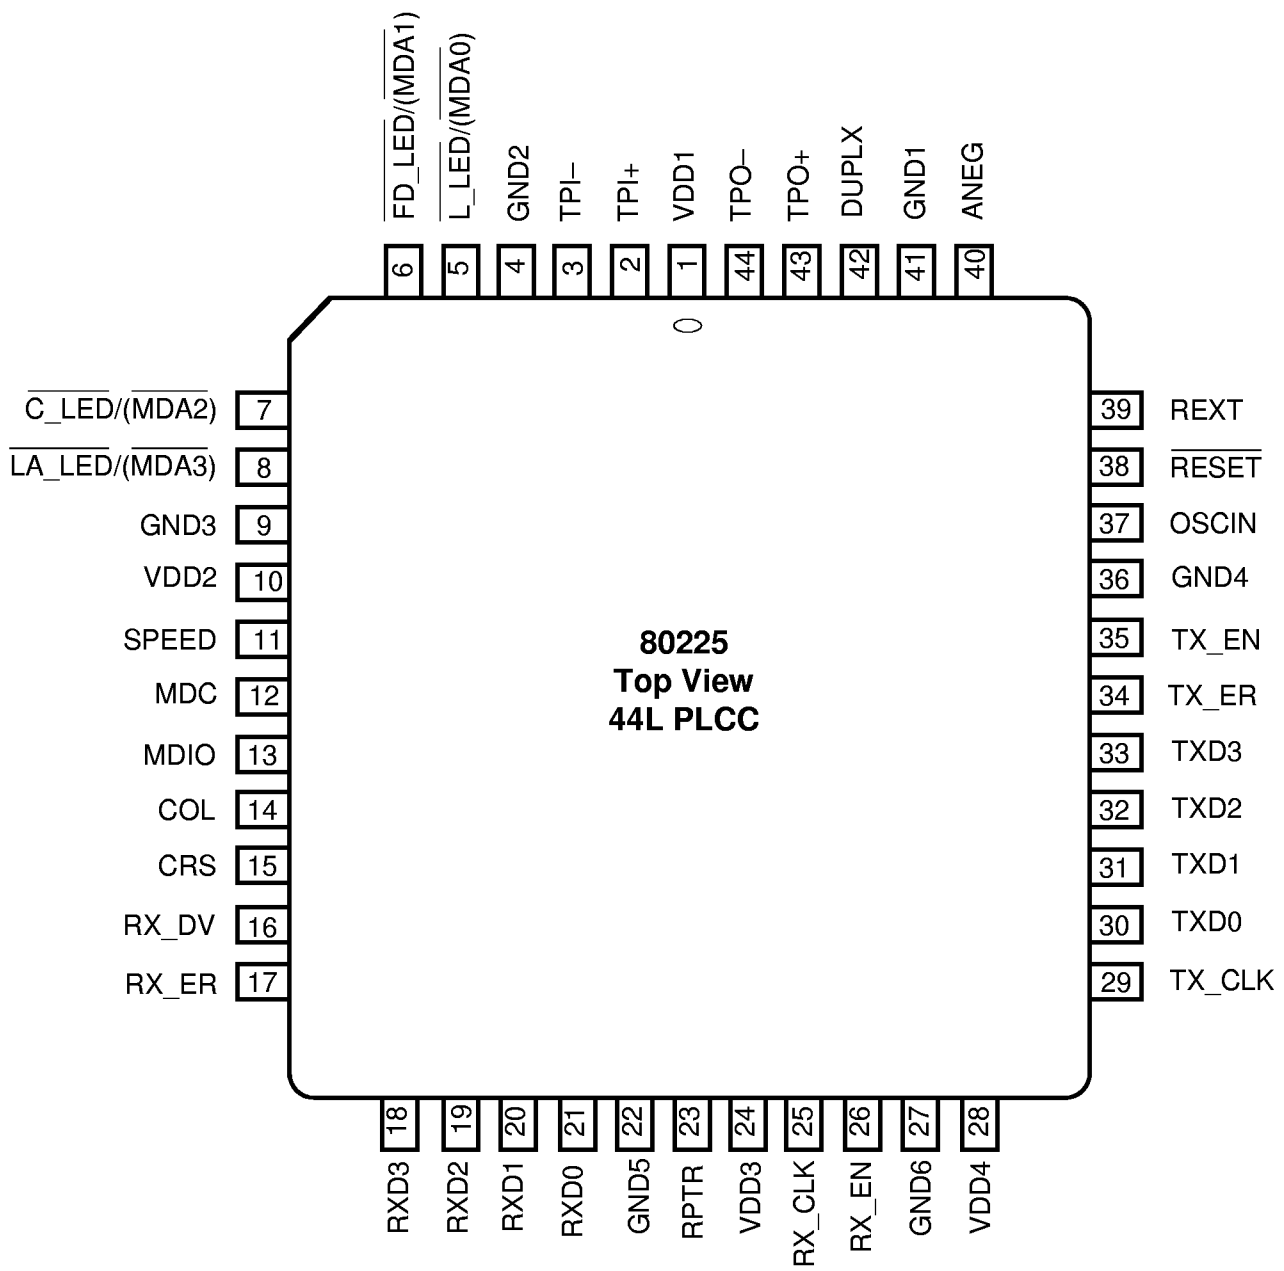 FD_LED/(MDA1)
L_LED/(MDA0)
GND2
TPI–
TPI+
VDD1
TPO–
TPO+
DUPLX
GND1
ANEG
6
5
4
3
2
1
44
43
42
41
40
C_LED/(MDA2) 7
LA_LED/(MDA3) 8
GND3 9
VDD2 10
SPEED 11
MDC 12
MDIO 13
COL 14
CRS 15
RX_DV 16
RX_ER 17
80225
Top View
44L PLCC
39 REXT
38 RESET
37 OSCIN
36 GND4
35 TX_EN
34 TX_ER
33 TXD3
32 TXD2
31 TXD1
30 TXD0
29 TX_CLK
18
19
20
21
22
23
24
25
26
27
28
RXD3
RXD2
RXD1
RXD0
GND5
RPTR
VDD3
RX_CLK
RX_EN
GND6
VDD4